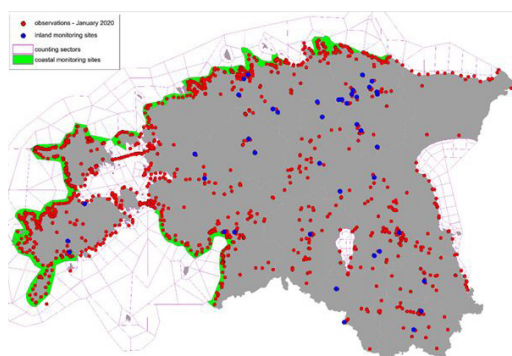 observations - January 2020
inland monitoring sites
counting sectors
coastal monitoring sites